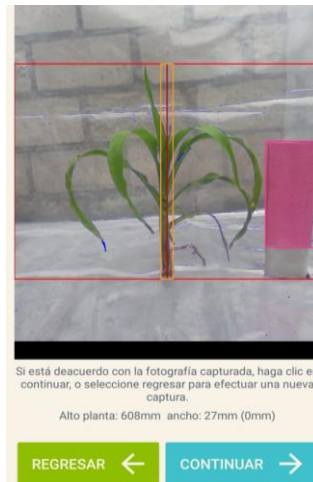 Si está deacuerdo con la fotografía capturada, haga clic e
continuar, o seleccione regresar para efectuar una nueva
captura.
Alto planta: 608mm ancho: 27mm (0mm)
REGRESAR
CONTINUAR